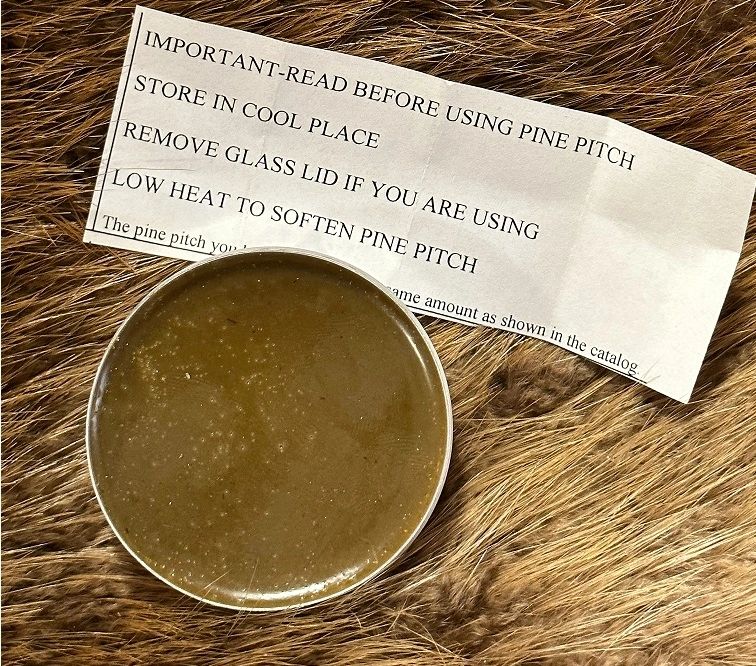 IMPORTANT-READ BEFORE USING PINE PITCH
STORE IN COOL PLACE
REMOVE GLASS LID IF YOU ARE USING
LOW HEAT TO SOFTEN PINE PITCH
The pine pitch you same amount as shown in the catalog.